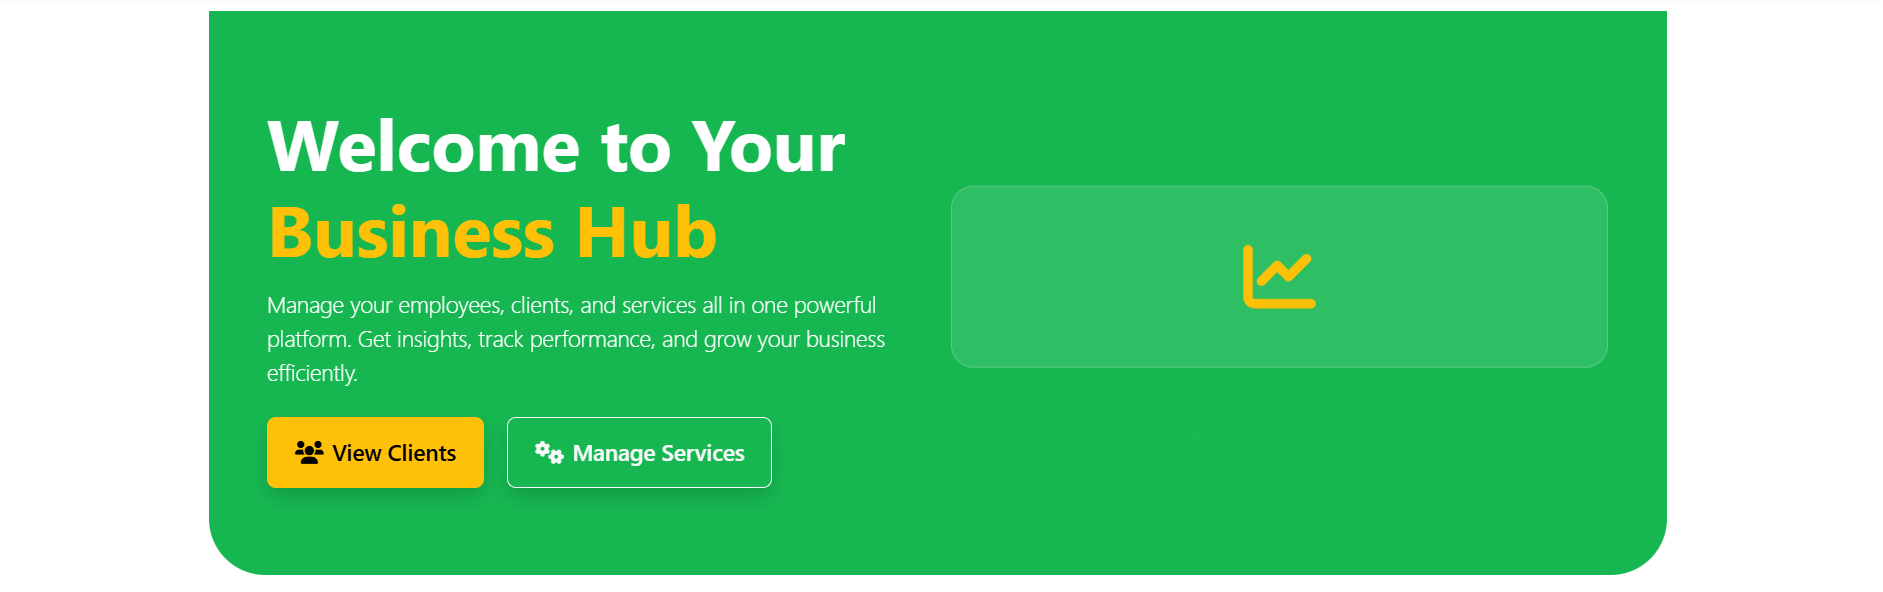 Welcome to Your
Business Hub
Manage your employees, clients, and services all in one powerful
platform. Get insights, track performance, and grow your business
efficiently.
View Clients
Manage Services